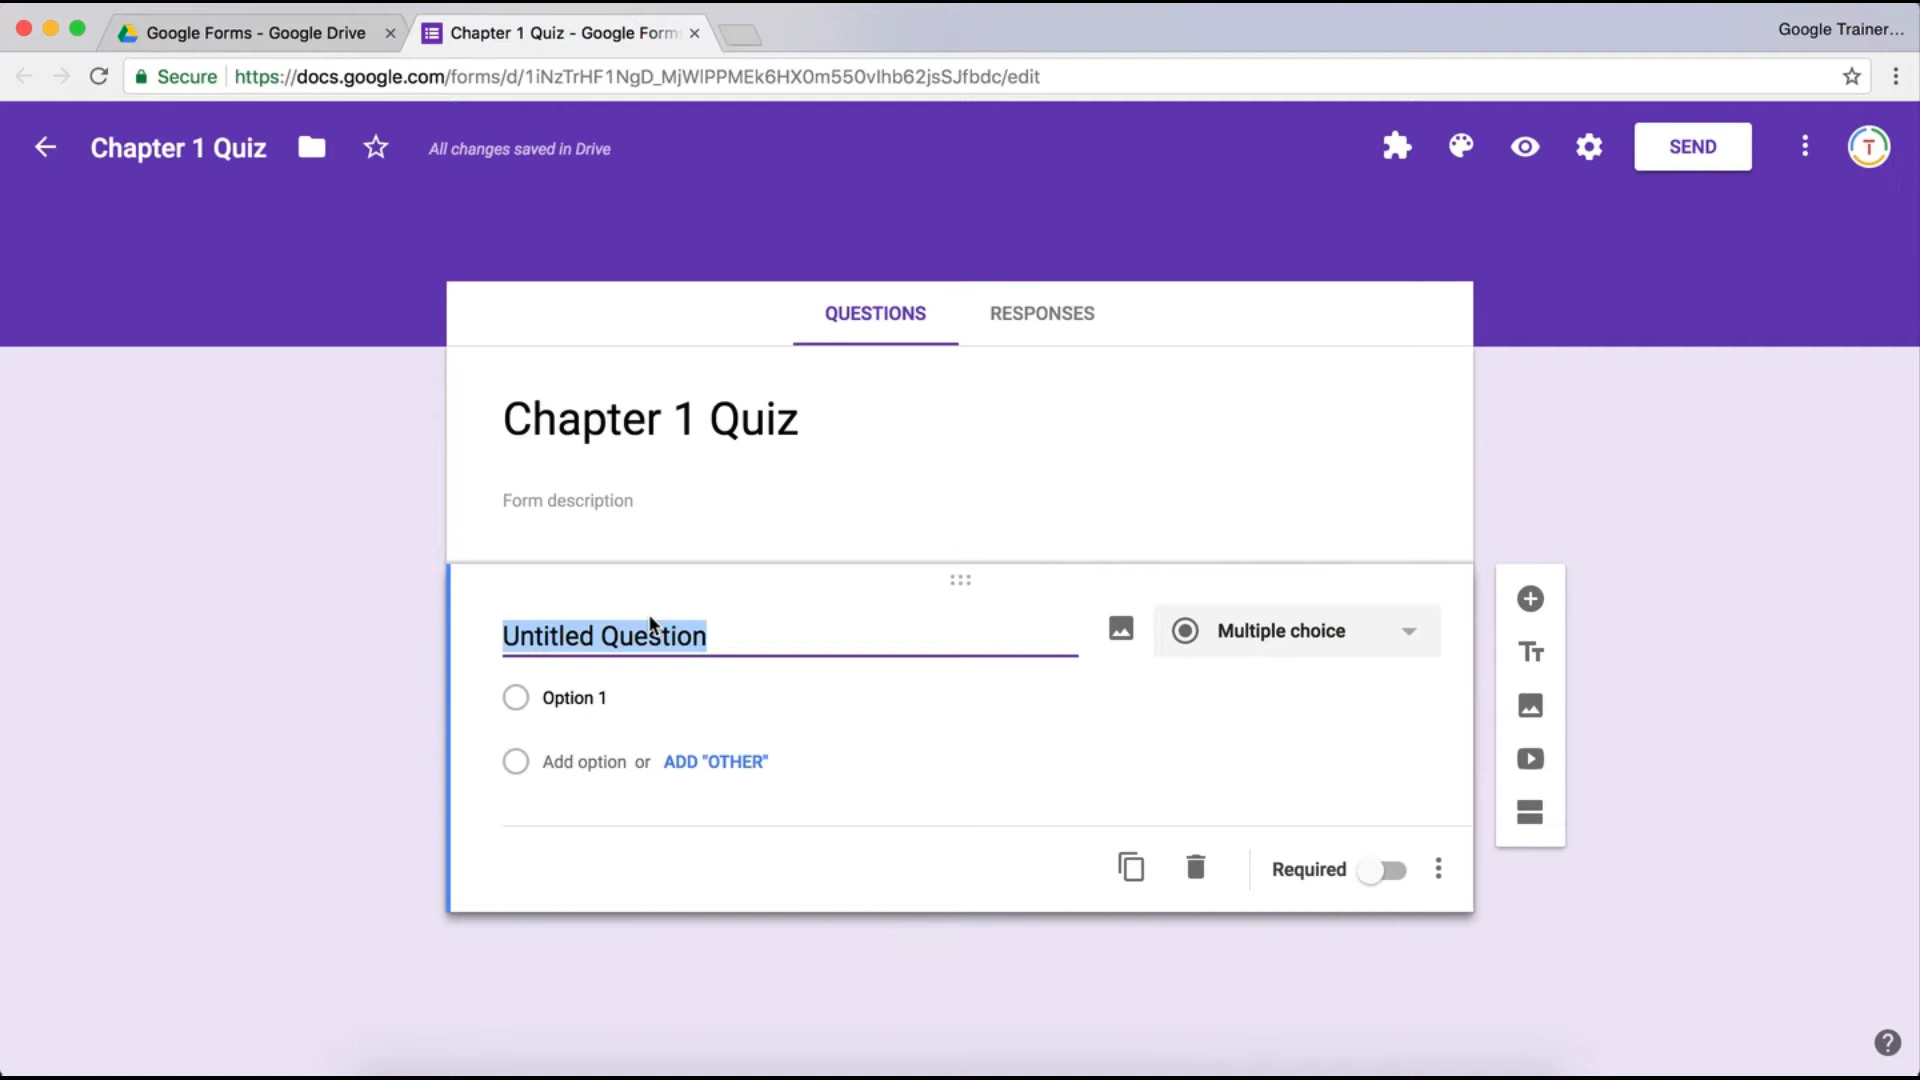 Google Forms - Google Drive
Chapter 1 Quiz - Google Form
Google Trainer...
Secure
https://docs.google.com/forms/d/1iNzTrHF1NgD_MjWlPPMEk6HX0m550vIhb62jsSJfbdc/edit
Chapter 1 Quiz
All changes saved in Drive
SEND
T
QUESTIONS
RESPONSES
Chapter 1 Quiz
Form description
Untitled Question
Multiple choice
Tт
Option 1
Add option or ADD "OTHER"
Required